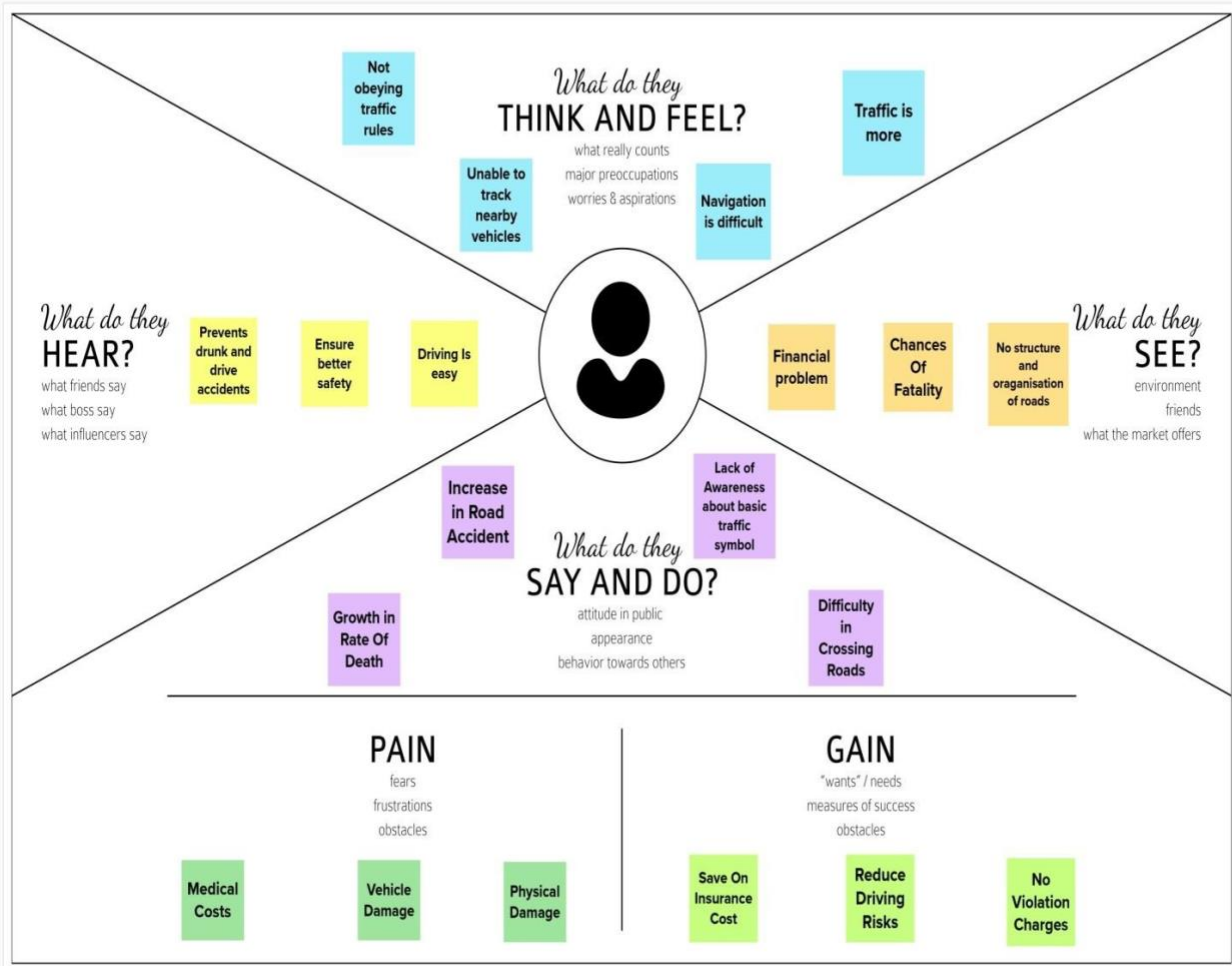 Not
obeying
traffic
rules
What do they
THINK AND FEEL?
what really counts
major preoccupations
worries & aspirations
Traffic is
more
Unable to
track
nearby
vehicles
Navigation
is difficult
What do they
HEAR?
what friends say
what boss say
what influencers say
Prevents
drunk and
drive
accidents
Ensure
better
safety
Driving Is
easy
Financial
problem
Chances
Of
Fatality
No structure
and
oraganisation
of roads
What do they
SEE?
environment
friends
what the market offers
Increase
in Road
Accident
Lack of
Awareness
about basic
traffic
symbol
What do they
SAY AND DO?
attitude in public
appearance
behavior towards others
Growth in
Rate Of
Death
Difficulty
in
Crossing
Roads
PAIN
fears
frustrations
obstacles
Medical
Costs
Vehicle
Damage
Physical
Damage
GAIN
"wants" / needs
measures of success
obstacles
Save On
Insurance
Cost
Reduce
Driving
Risks
No
Violation
Charges